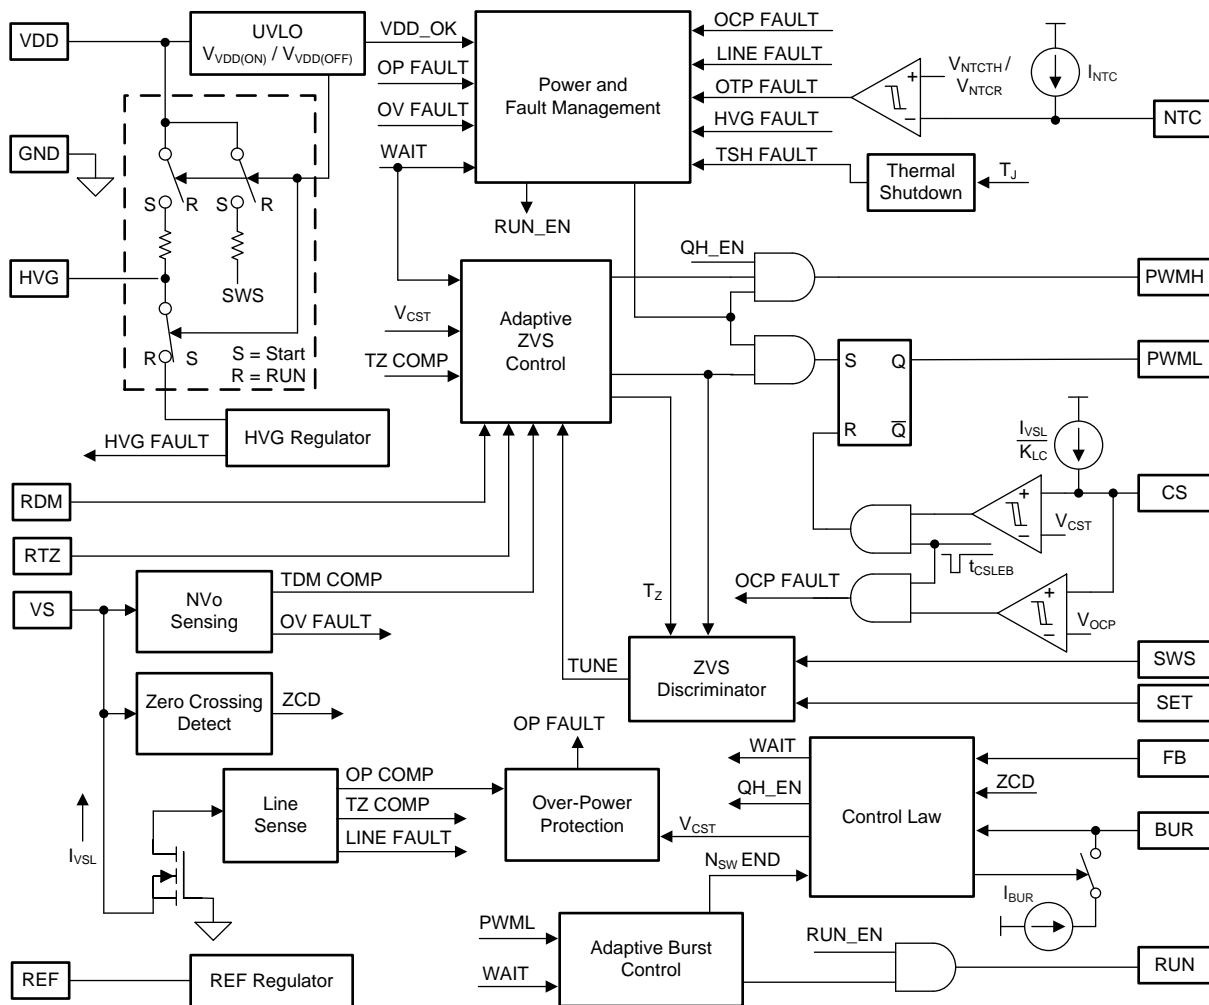 VDD
UVLO
VVDD(ON) / VVDD(OFF)
VDD_OK
OP FAULT
OV FAULT
WAIT
Power and
Fault Management
OCP FAULT
LINE FAULT
OTP FAULT
HVG FAULT
TSH FAULT
VNTCTH /
VNTCR
+
−
INTC
NTC
Thermal
Shutdown
TJ
GND
S
R
S
R
HVG
SWS
R
S
S = Start
R = RUN
HVG FAULT
HVG Regulator
RUN_EN
QH_EN
PWMH
VCST
TZ COMP
Adaptive
ZVS
Control
S
Q
R
Q
PWML
IVSL
KLC
CS
+
−
VCST
tCSLEB
OCP FAULT
+
−
VOCP
RDM
RTZ
VS
NVo
Sensing
TDM COMP
OV FAULT
TZ
TUNE
ZVS
Discriminator
SWS
SET
Zero Crossing
Detect
ZCD
OP FAULT
IVSL
Line
Sense
OP COMP
TZ COMP
LINE FAULT
Over-Power
Protection
WAIT
QH_EN
VCST
NSW END
Control Law
FB
ZCD
BUR
IBUR
PWML
WAIT
Adaptive Burst
Control
RUN_EN
RUN
REF
REF Regulator